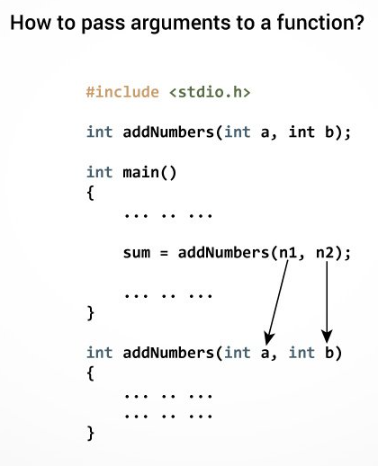 How to pass arguments to a function?
#include <stdio.h>
int addNumbers(int a, int b);
int main()
{
... .. ...
sum = addNumbers(n1, n2);
... .. ...
}
int addNumbers(int a, int b)
{
... .. ...
... .. ...
}